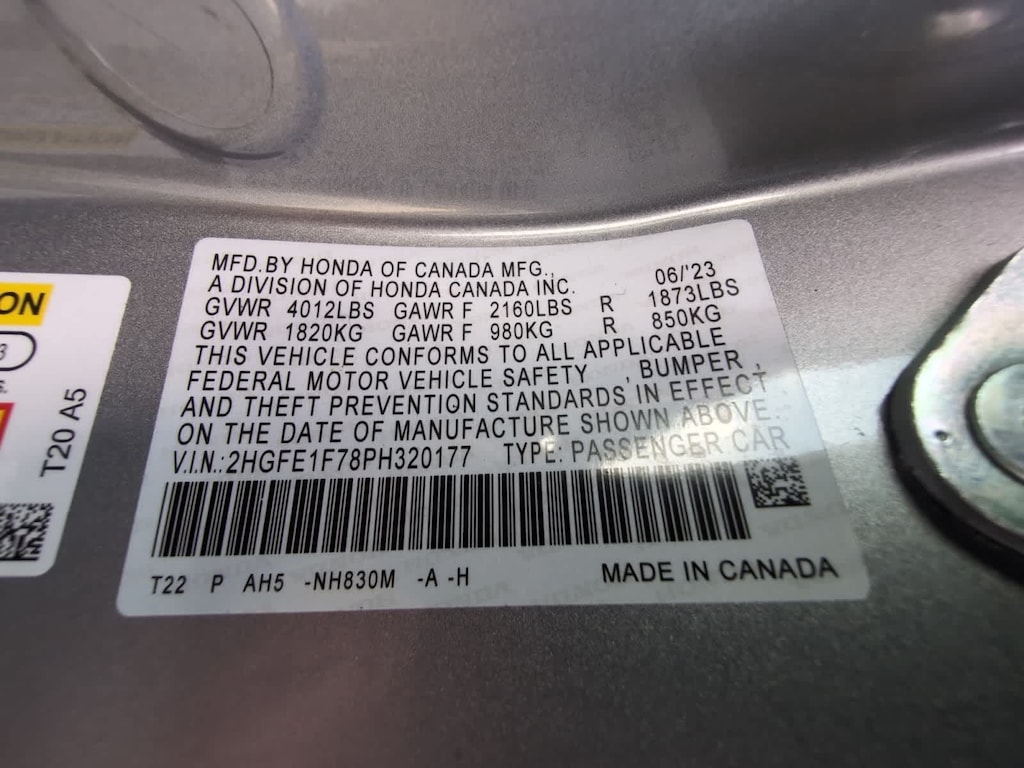 MFD.BY HONDA OF CANADA MFG., 06/'23
A DIVISION OF HONDA CANADA INC.
GVWR 4012LBS GAWR F 2160LBS R 1873LBS
GVWR 1820KG GAWR F 980KG R 850KG
THIS VEHICLE CONFORMS TO ALL APPLICABLE
FEDERAL MOTOR VEHICLE SAFETY , BUMPER ,
AND THEFT PREVENTION STANDARDS IN EFFECT
ON THE DATE OF MANUFACTURE SHOWN ABOVE.
V.I.N.:2HGFE1F78PH320177 TYPE: PASSENGER CAR
T22 P AH5 -NH830M -A -H MADE IN CANADA
T20 A5